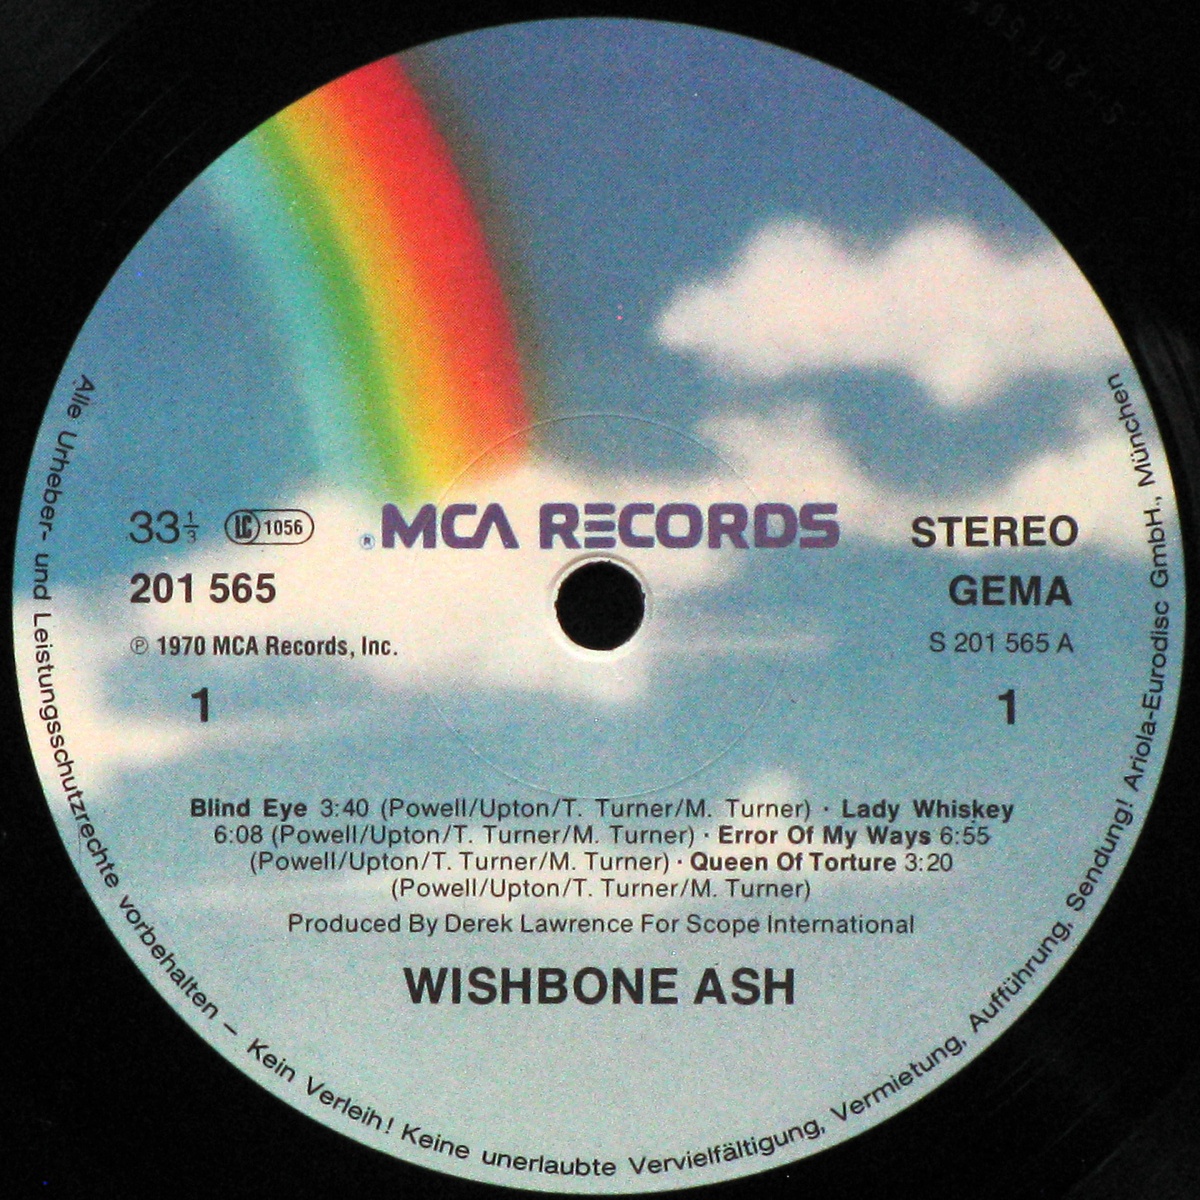 33 1/3
LC 1056
® MCA RECORDS
STEREO
201 565
GEMA
℗ 1970 MCA Records, Inc.
S 201 565 A
1
1
Blind Eye 3:40 (Powell/Upton/T. Turner/M. Turner) · Lady Whiskey
6:08 (Powell/Upton/T. Turner/M. Turner) · Error Of My Ways 6:55
(Powell/Upton/T. Turner/M. Turner) · Queen Of Torture 3:20
(Powell/Upton/T. Turner/M. Turner)
Produced By Derek Lawrence For Scope International
WISHBONE ASH
Alle Urheber- und Leistungsschutzrechte vorbehalten – Kein Verleih! Keine unerlaubte Vervielfältigung, Vermietung, Aufführung, Sendung! Ariola-Eurodisc GmbH., München